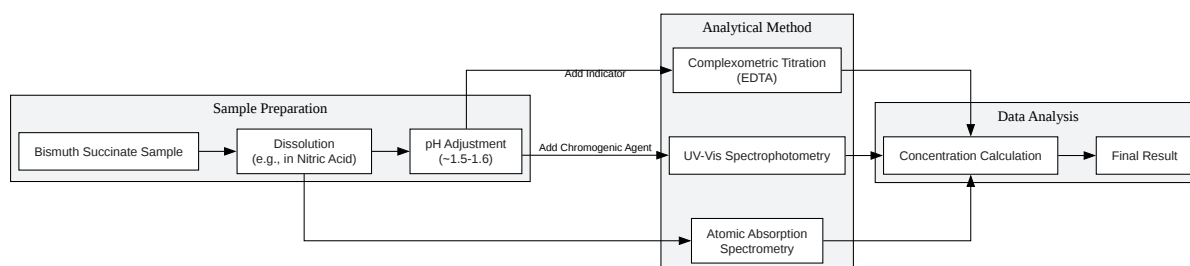 Analytical Method
Complexometric Titration
(EDTA)
Add Indicator
Sample Preparation
Data Analysis
Bismuth Succinate Sample
Dissolution
(e.g., in Nitric Acid)
pH Adjustment
(~1.5-1.6)
Add Chromogenic Agent
UV-Vis Spectrophotometry
Concentration Calculation
Final Result
Atomic Absorption
Spectrometry